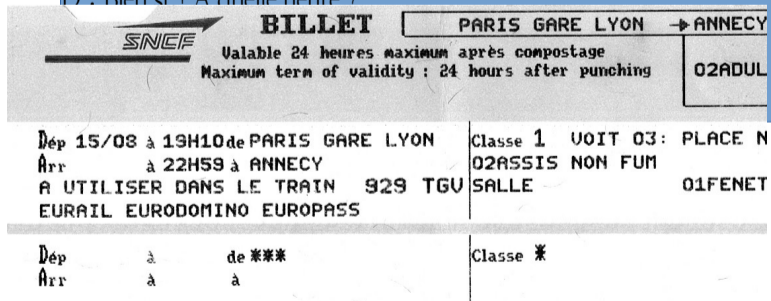 BILLET PARIS GARE LYON → ANNECY
SNCF
Valable 24 heures maximum après compostage
Maximum term of validity : 24 hours after punching 02ADUL
Dép 15/08 à 19H10 de PARIS GARE LYON Classe 1 VOIT 03: PLACE N
Arr à 22H59 à ANNECY 02ASSIS NON FUM
A UTILISER DANS LE TRAIN 929 TGV SALLE 01FENET
EURAIL EURODOMINO EUROPASS
Dép à de *** Classe *
Arr à à